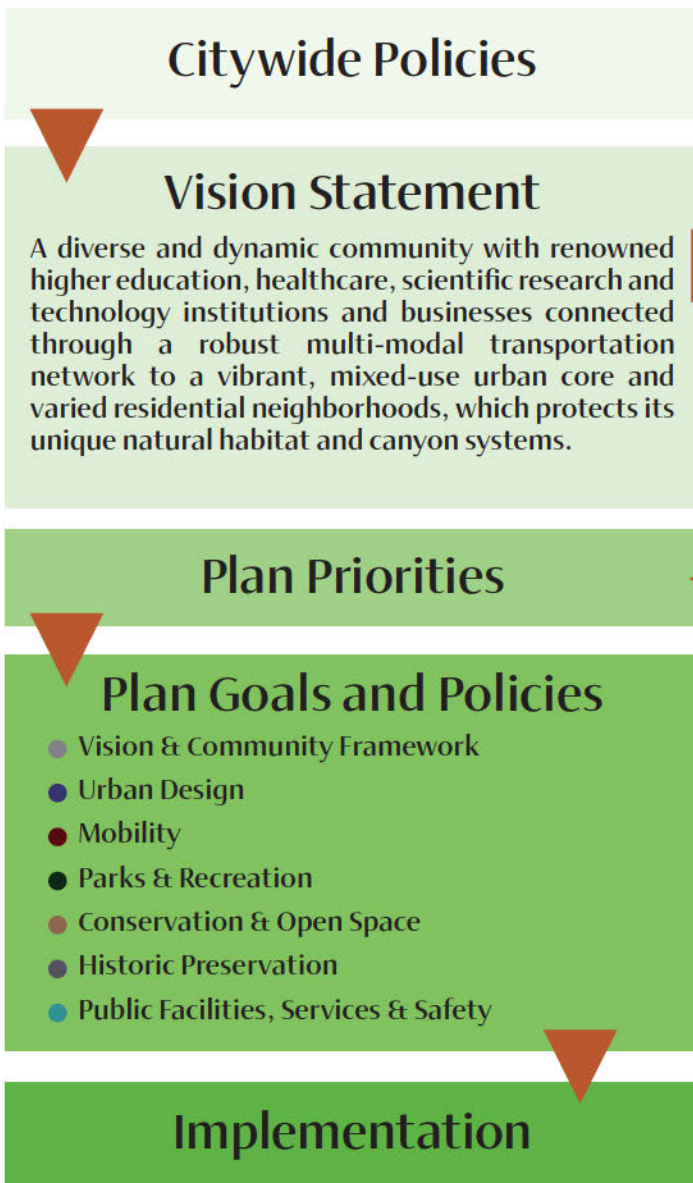 Citywide Policies
Vision Statement
A diverse and dynamic community with renowned
higher education, healthcare, scientific research and
technology institutions and businesses connected
through a robust multi-modal transportation
network to a vibrant, mixed-use urban core and
varied residential neighborhoods, which protects its
unique natural habitat and canyon systems.
Plan Priorities
Plan Goals and Policies
Vision & Community Framework
Urban Design
Mobility
Parks & Recreation
Conservation & Open Space
Historic Preservation
Public Facilities, Services & Safety
Implementation